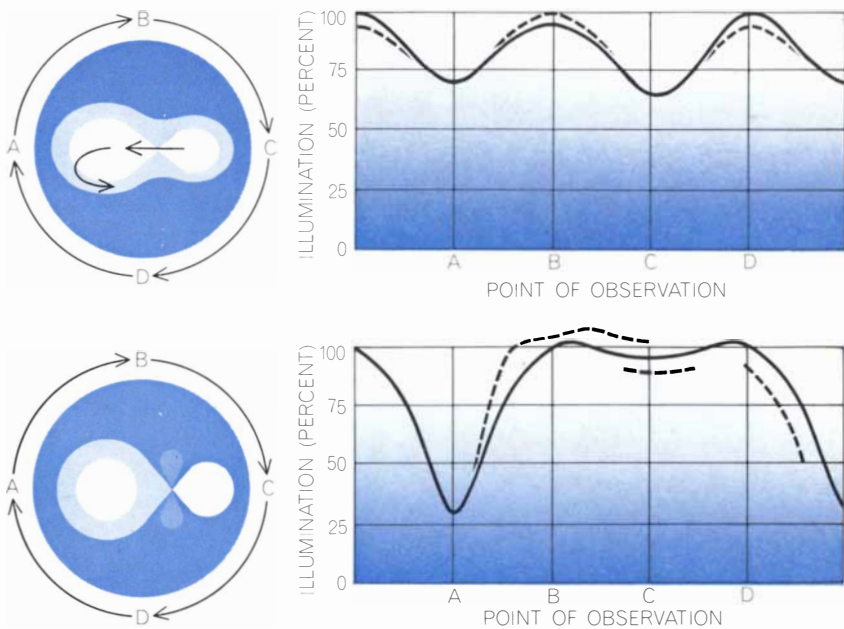 B
A
C
D
ILLUMINATION (PERCENT)
100
75
50
25
0
A
B
C
D
POINT OF OBSERVATION
B
A
C
D
ILLUMINATION (PERCENT)
100
75
50
25
0
A
B
C
D
POINT OF OBSERVATION